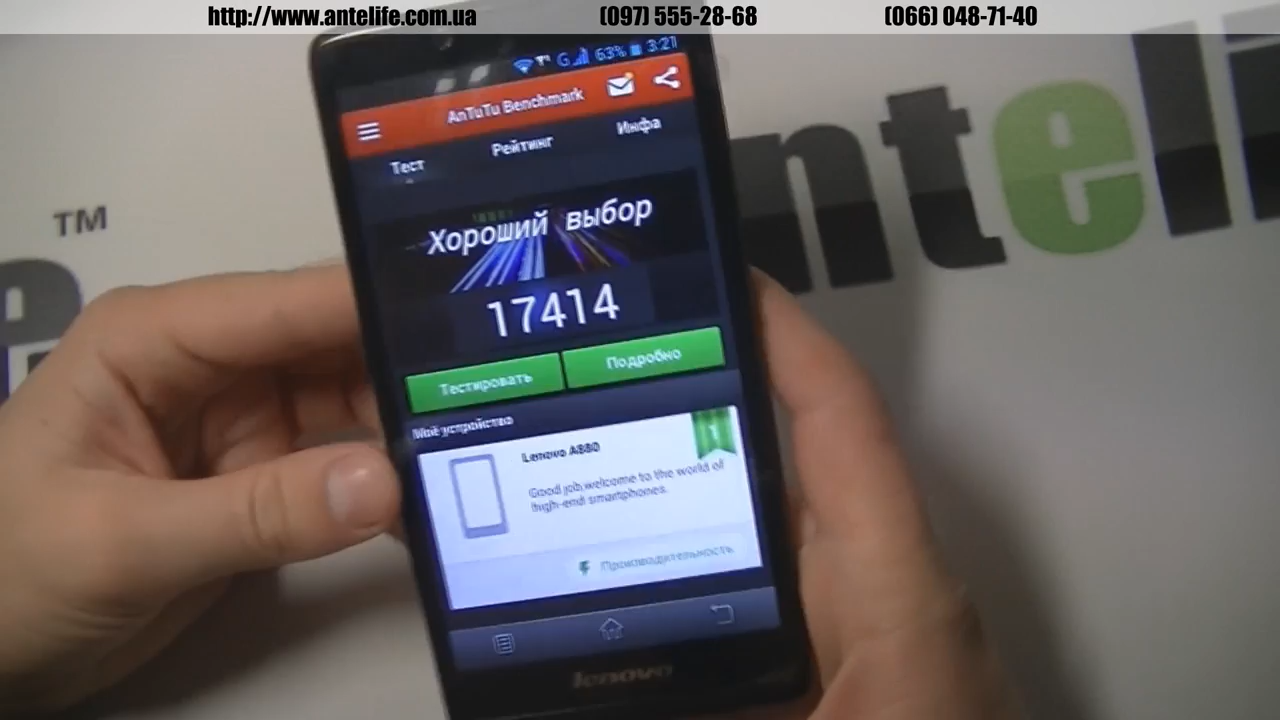 http://www.antelife.com.ua (097) 555-28-68 (066) 048-71-40
TM
anteli
G 63% 3:21
AnTuTu Benchmark
Тест Рейтинг Инфа
Хороший выбор
17414
Тестировать Подробно
Моё устройство
Lenovo A880
1
Good job,welcome to the world of
high-end smartphones.
Производительность
lenovo